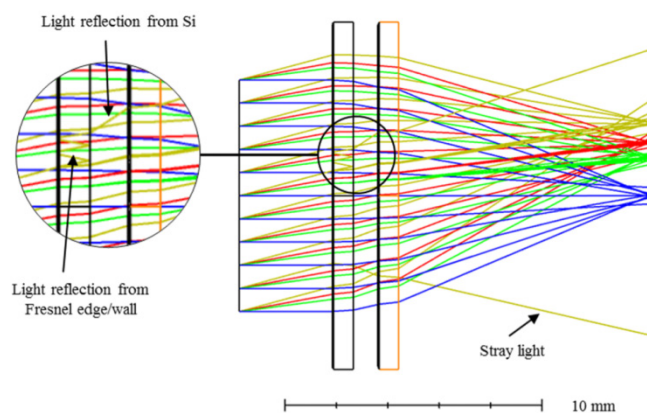 Light reflection from Si
Light reflection from
Fresnel edge/wall
Stray light
10 mm